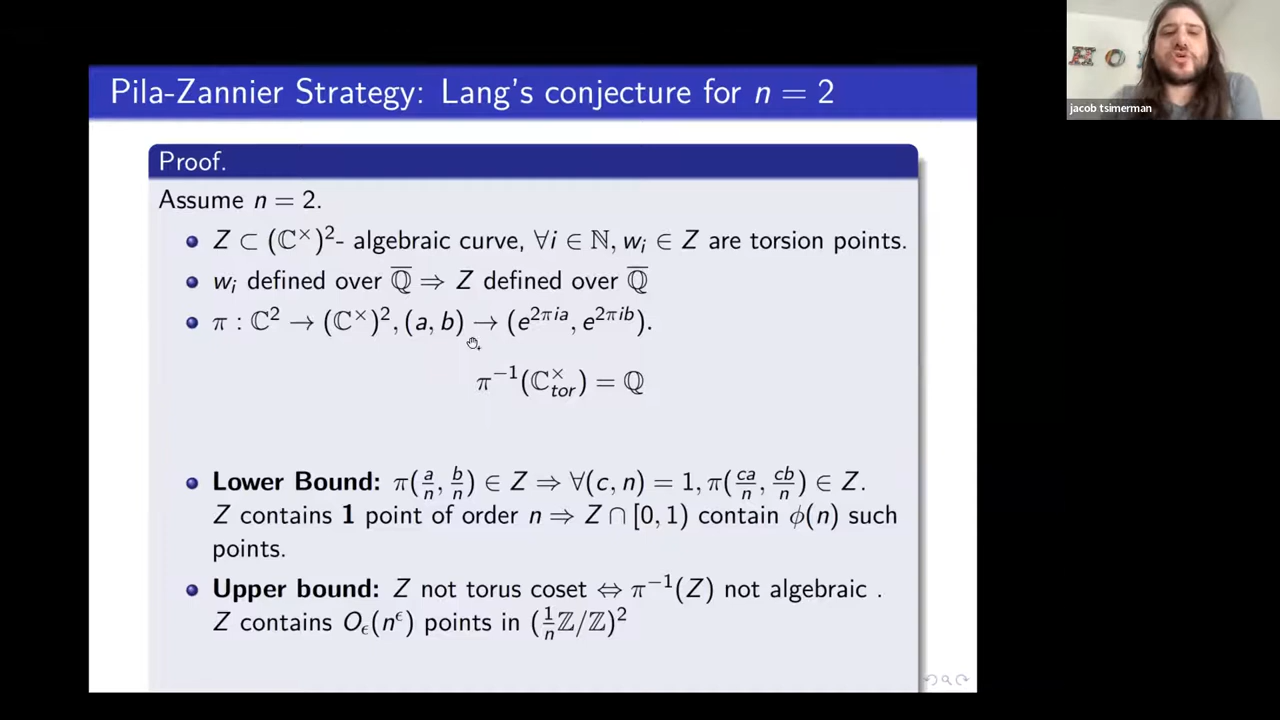 Pila-Zannier Strategy: Lang's conjecture for n = 2
Proof.
Assume n = 2.
Z ⊂ (ℂ^×)^2- algebraic curve, ∀i ∈ ℕ, w_i ∈ Z are torsion points.
w_i defined over ℚ̅ ⇒ Z defined over ℚ̅
π : ℂ^2 → (ℂ^×)^2, (a, b) → (e^{2πia}, e^{2πib}).
π^{-1}(ℂ^×_{tor}) = ℚ
Lower Bound: π(a/n, b/n) ∈ Z ⇒ ∀(c, n) = 1, π(ca/n, cb/n) ∈ Z.
Z contains 1 point of order n ⇒ Z ∩ [0, 1) contain ϕ(n) such
points.
Upper bound: Z not torus coset ⇔ π^{-1}(Z) not algebraic .
Z contains O_ϵ(n^ϵ) points in (1/n ℤ/ℤ)^2
jacob tsimerman
H O